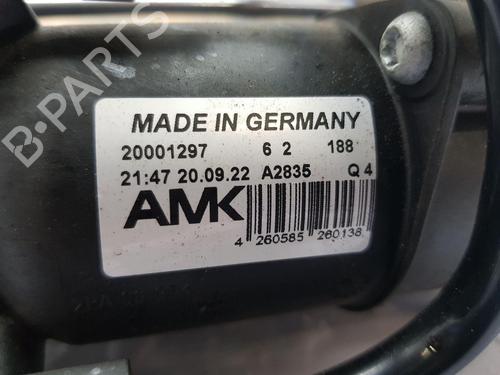 B-PARTS
MADE IN GERMANY
20001297 6 2 188
21:47 20.09.22 A2835 Q 4
AMK
4 260585 260138